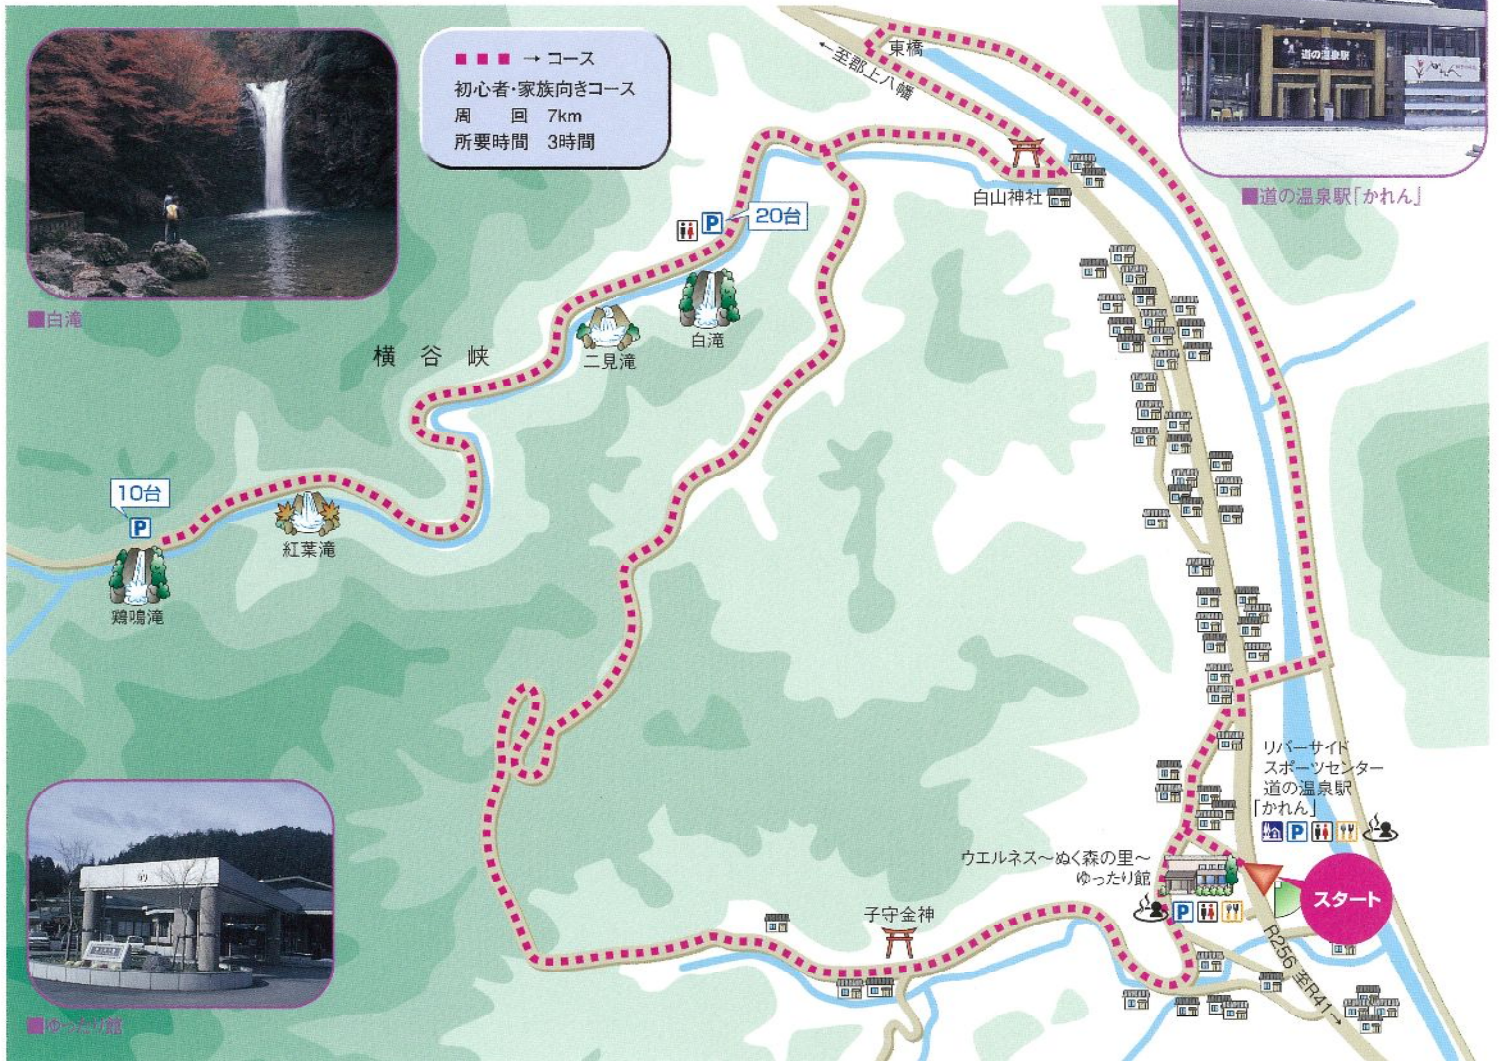 ■■■ → コース
初心者・家族向きコース
周　回　7km
所要時間　3時間
■白滝
道の温泉駅
かれん
■道の温泉駅「かれん」
東橋
←至郡上八幡
白山神社
20台
P
白滝
二見滝
横谷峡
10台
P
紅葉滝
鶏鳴滝
リバーサイド
スポーツセンター
道の温泉駅
「かれん」
P
ウエルネス～ぬく森の里～
ゆったり館
P
スタート
子守金神
R256 至R41→
■ゆったり館